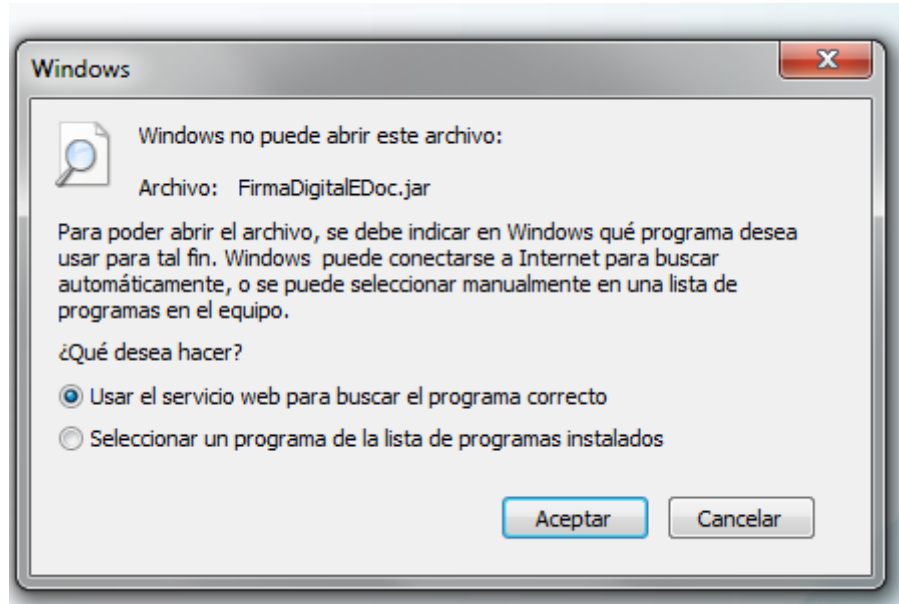 Windows
Windows no puede abrir este archivo:
Archivo: FirmaDigitalEDoc.jar
Para poder abrir el archivo, se debe indicar en Windows qué programa desea
usar para tal fin. Windows puede conectarse a Internet para buscar
automáticamente, o se puede seleccionar manualmente en una lista de
programas en el equipo.
¿Qué desea hacer?
Usar el servicio web para buscar el programa correcto
Seleccionar un programa de la lista de programas instalados
Aceptar Cancelar